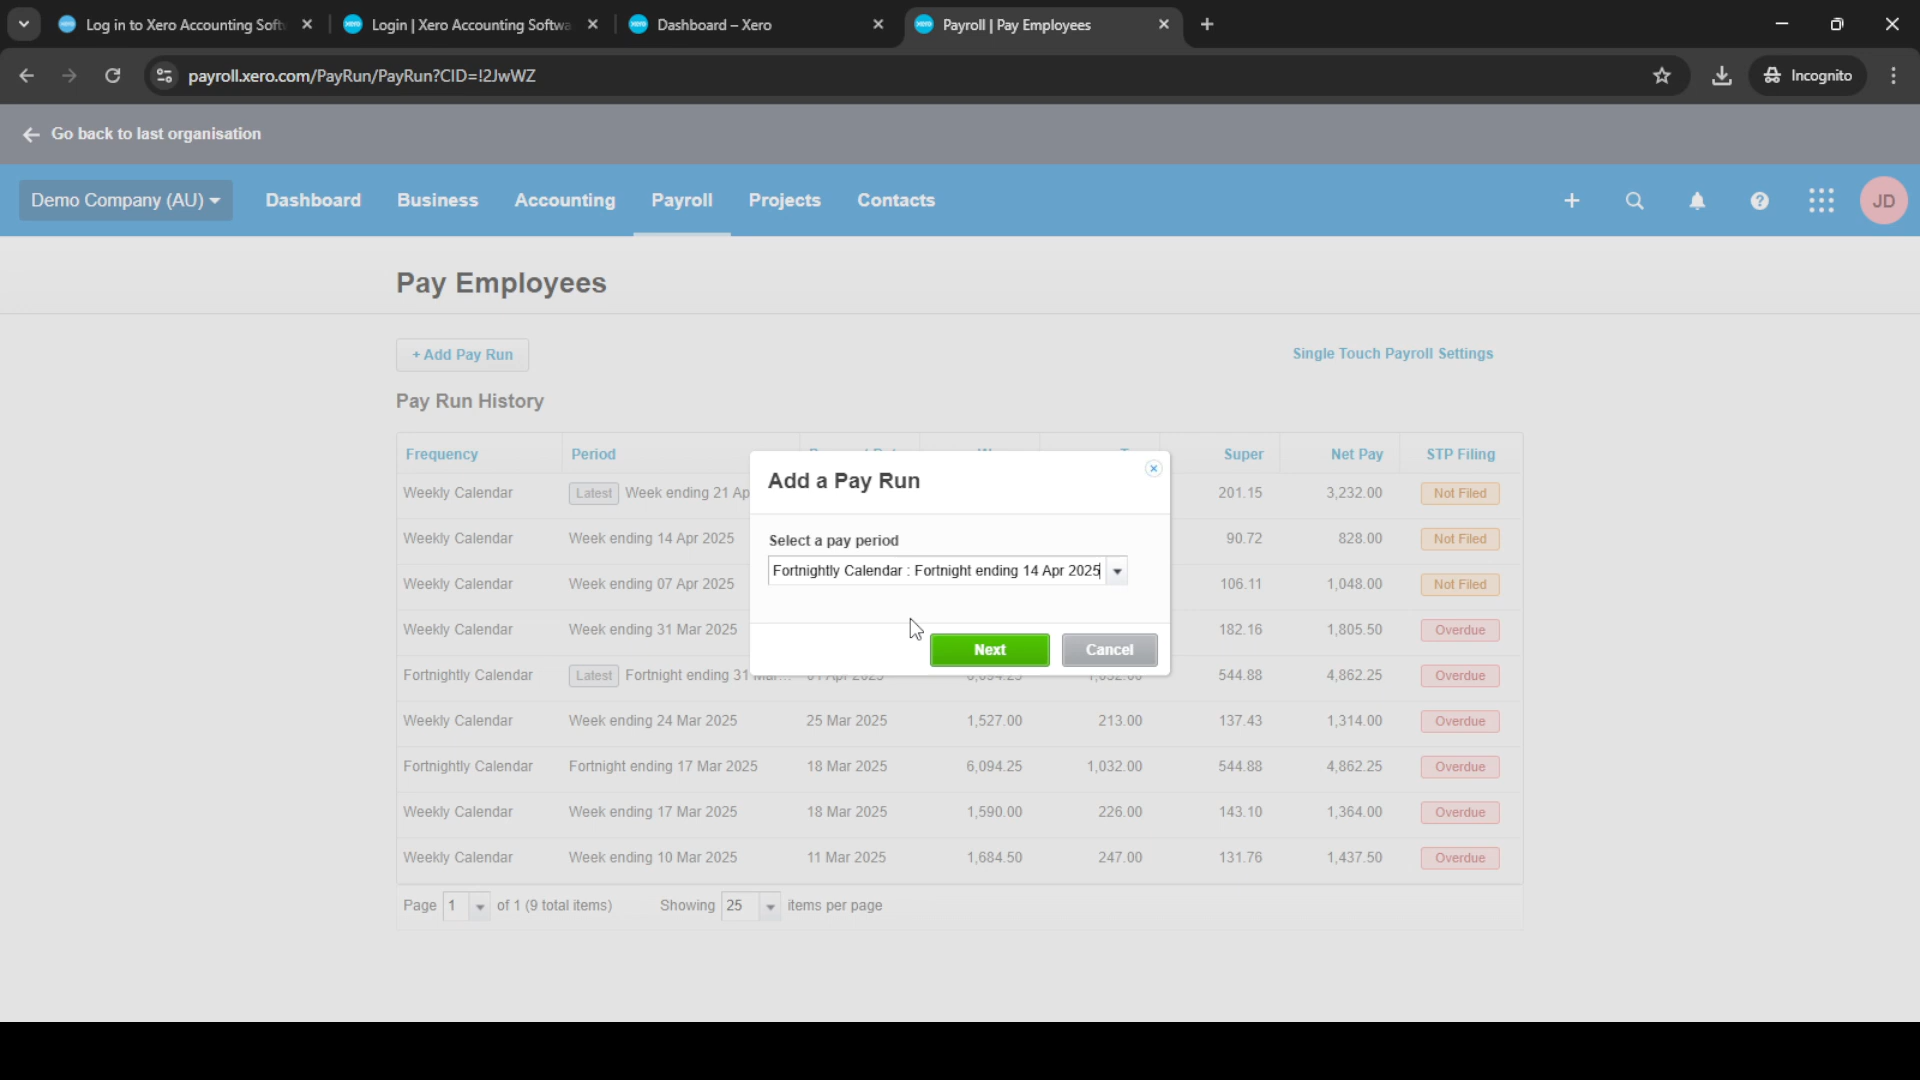 Log in to Xero Accounting Soft
Login | Xero Accounting Softwa
Dashboard – Xero
Payroll | Pay Employees
payroll.xero.com/PayRun/PayRun?CID=!2JwWZ
Incognito
Go back to last organisation
Demo Company (AU)
Dashboard
Business
Accounting
Payroll
Projects
Contacts
JD
Pay Employees
+ Add Pay Run
Single Touch Payroll Settings
Pay Run History
Frequency Period Super Net Pay STP Filing
Weekly Calendar Latest Week ending 21 Ap 201.15 3,232.00 Not Filed
Weekly Calendar Week ending 14 Apr 2025 90.72 828.00 Not Filed
Weekly Calendar Week ending 07 Apr 2025 106.11 1,048.00 Not Filed
Weekly Calendar Week ending 31 Mar 2025 182.16 1,805.50 Overdue
Fortnightly Calendar Latest Fortnight ending 31 544.88 4,862.25 Overdue
Weekly Calendar Week ending 24 Mar 2025 25 Mar 2025 1,527.00 213.00 137.43 1,314.00 Overdue
Fortnightly Calendar Fortnight ending 17 Mar 2025 18 Mar 2025 6,094.25 1,032.00 544.88 4,862.25 Overdue
Weekly Calendar Week ending 17 Mar 2025 18 Mar 2025 1,590.00 226.00 143.10 1,364.00 Overdue
Weekly Calendar Week ending 10 Mar 2025 11 Mar 2025 1,684.50 247.00 131.76 1,437.50 Overdue
Page 1 of 1 (9 total items) Showing 25 items per page
Add a Pay Run
Select a pay period
Fortnightly Calendar : Fortnight ending 14 Apr 2025
Next
Cancel